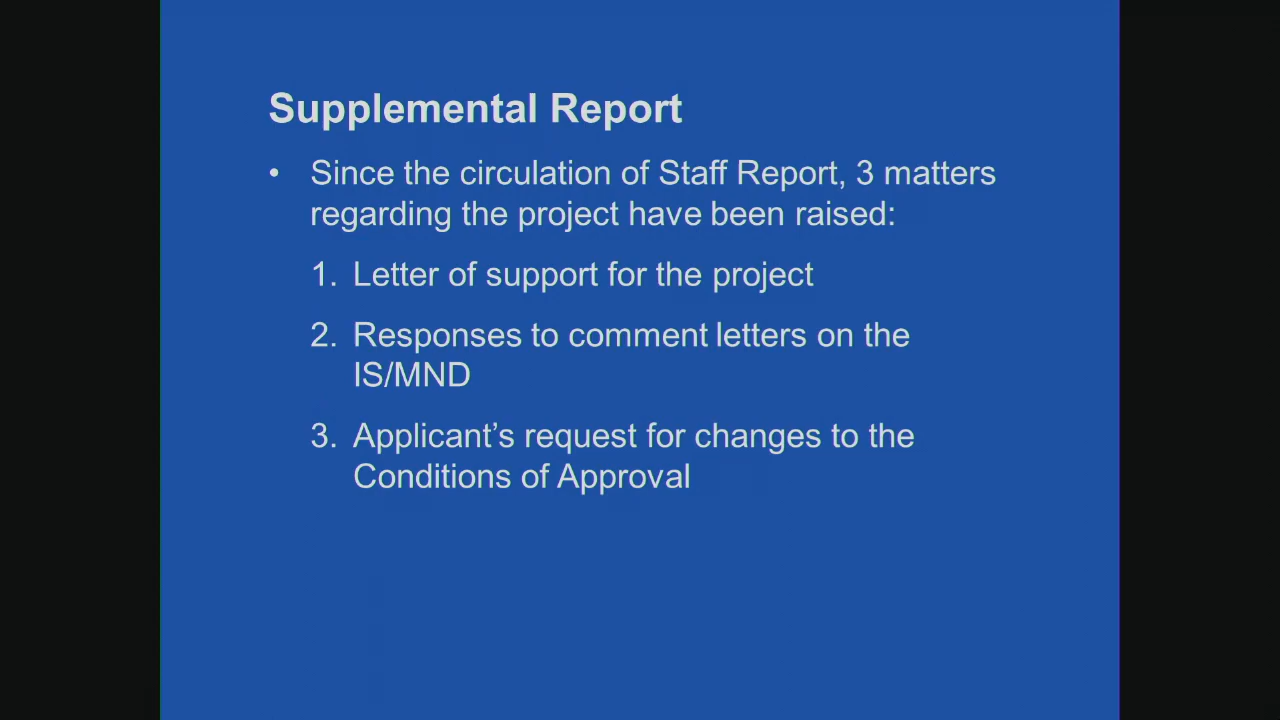 Supplemental Report
• Since the circulation of Staff Report, 3 matters
regarding the project have been raised:
1. Letter of support for the project
2. Responses to comment letters on the
IS/MND
3. Applicant’s request for changes to the
Conditions of Approval